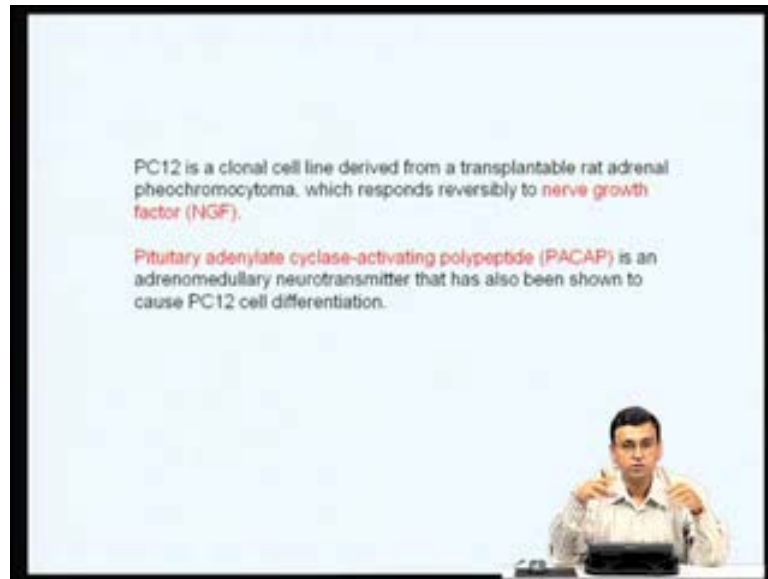 PC12 is a clonal cell line derived from a transplantable rat adrenal
pheochromocytoma, which responds reversibly to nerve growth
factor (NGF).
Pituitary adenylate cyclase-activating polypeptide (PACAP) is an
adrenomedullary neurotransmitter that has also been shown to
cause PC12 cell differentiation.